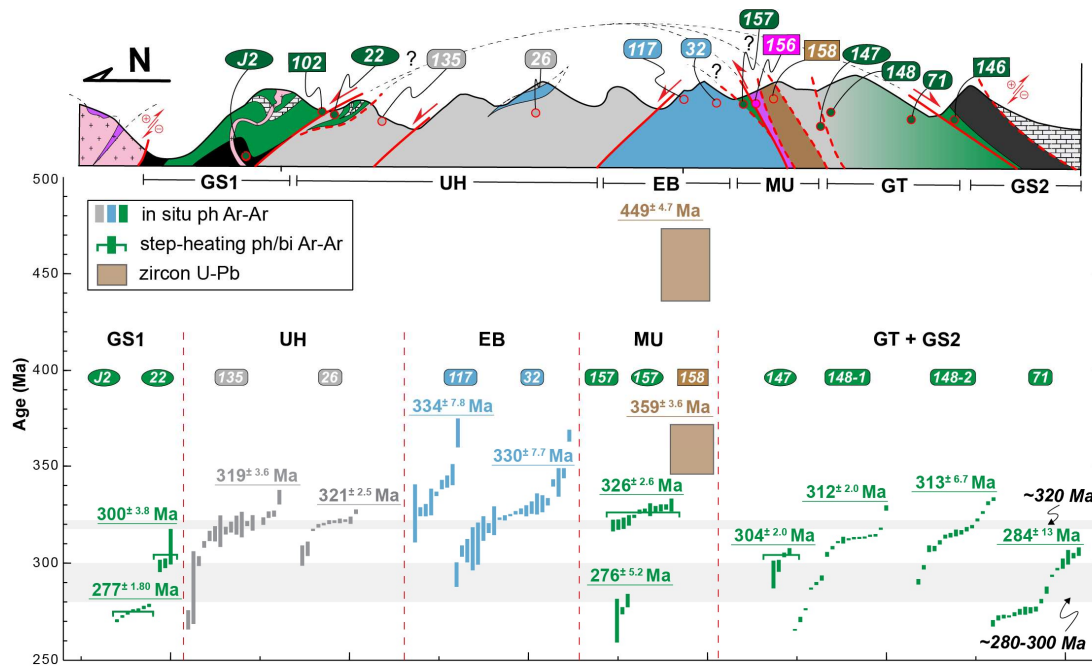 157
117 32 ? 156 158 147
J2 102 22 ? 135 26 ? 148 71 146
N
⊕
⊖
⊕
⊖
500
GS1 UH EB MU GT GS2
in situ ph Ar-Ar
step-heating ph/bi Ar-Ar
zircon U-Pb
449± 4.7 Ma
450
GS1 UH EB MU GT + GS2
400
J2 22 135 26 117 32 157 157 158 147 148-1 148-2 71
334± 7.8 Ma
359± 3.6 Ma
350
330± 7.7 Ma
319± 3.6 Ma
321± 2.5 Ma
326± 2.6 Ma
312± 2.0 Ma
313± 6.7 Ma
~320 Ma
300± 3.8 Ma
304± 2.0 Ma
284± 13 Ma
300
277± 1.80 Ma
276± 5.2 Ma
~280-300 Ma
250
Age (Ma)